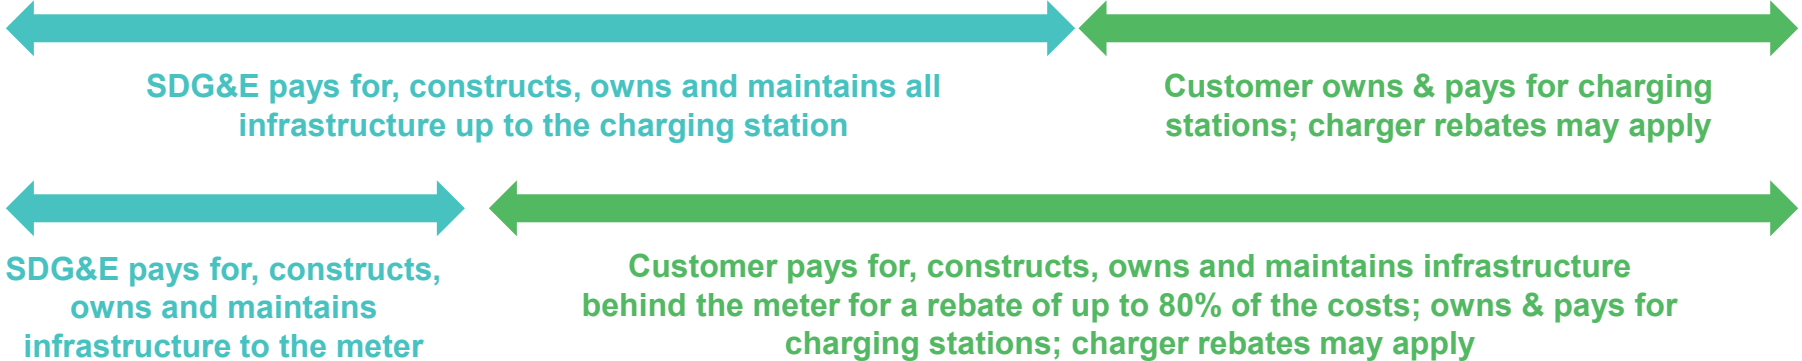 SDG&E pays for, constructs, owns and maintains all
infrastructure up to the charging station
Customer owns & pays for charging
stations; charger rebates may apply
SDG&E pays for, constructs,
owns and maintains
infrastructure to the meter
Customer pays for, constructs, owns and maintains infrastructure
behind the meter for a rebate of up to 80% of the costs; owns & pays for
charging stations; charger rebates may apply